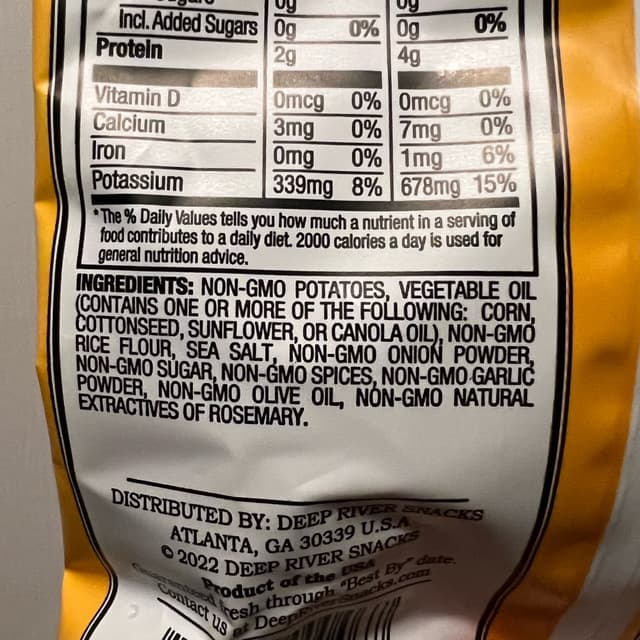 Incl. Added Sugars 0g 0% 0g 0%
Protein 2g 4g
Vitamin D 0mcg 0% 0mcg 0%
Calcium 3mg 0% 7mg 0%
Iron 0mg 0% 1mg 6%
Potassium 339mg 8% 678mg 15%
*The % Daily Values tells you how much a nutrient in a serving of
food contributes to a daily diet. 2000 calories a day is used for
general nutrition advice.
INGREDIENTS: NON-GMO POTATOES, VEGETABLE OIL
(CONTAINS ONE OR MORE OF THE FOLLOWING: CORN,
COTTONSEED, SUNFLOWER, OR CANOLA OIL), NON-GMO
RICE FLOUR, SEA SALT, NON-GMO ONION POWDER,
NON-GMO SUGAR, NON-GMO SPICES, NON-GMO GARLIC
POWDER, NON-GMO OLIVE OIL, NON-GMO NATURAL
EXTRACTIVES OF ROSEMARY.
DISTRIBUTED BY: DEEP RIVER SNACKS
ATLANTA, GA 30339 U.S.A
© 2022 DEEP RIVER SNACKS
Product of the USA
Guaranteed fresh through "Best By" date.
Contact us at DeepRiverSnacks.com